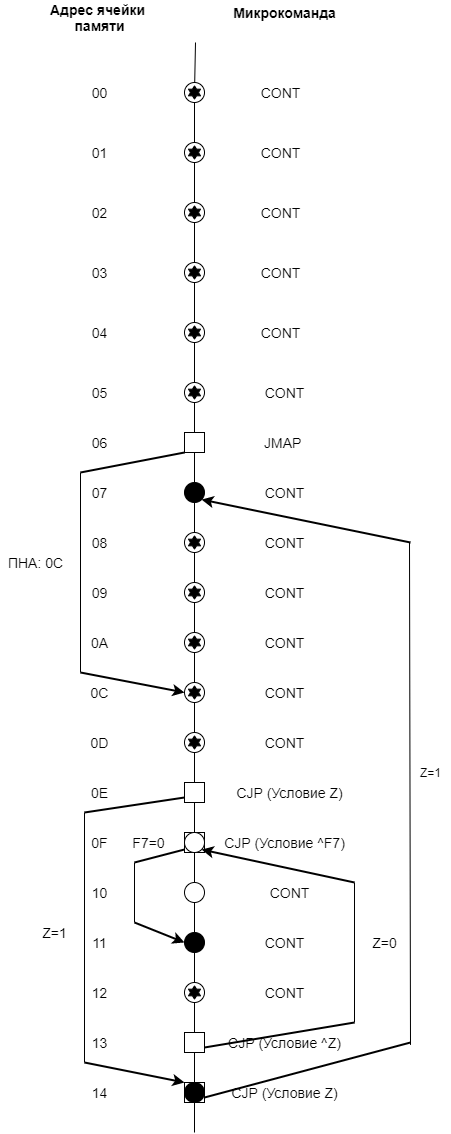 Адрес ячейки
памяти
Микрокоманда
00 CONT
01 CONT
02 CONT
03 CONT
04 CONT
05 CONT
06 JMAP
07 CONT
08 CONT
ПНА: 0C
09 CONT
0A CONT
0C CONT
0D CONT
Z=1
0E CJP (Условие Z)
0F F7=0 CJP (Условие ^F7)
10 CONT
Z=1
11 CONT Z=0
12 CONT
13 CJP (Условие ^Z)
14 CJP (Условие Z)